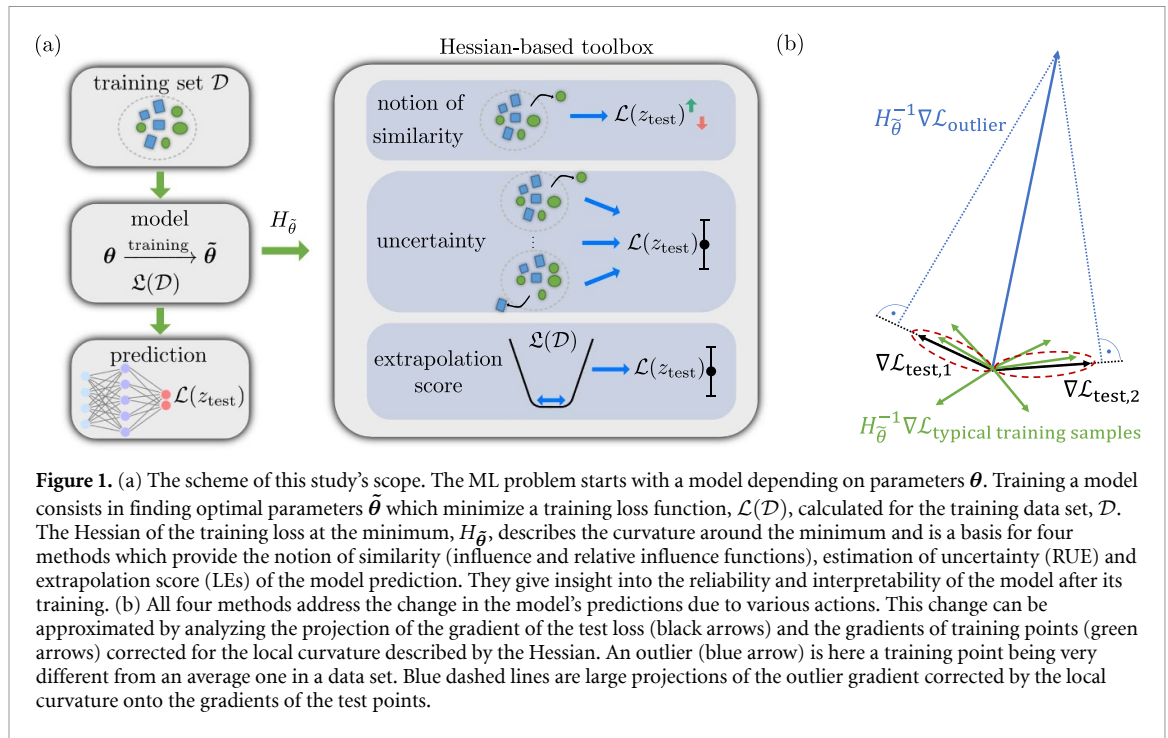 (a)
training set 𝒟
model
θ training→ θ̃
𝔏(𝒟)
prediction
ℒ(z_test)
H_θ̃
Hessian-based toolbox
notion of
similarity
ℒ(z_test)
uncertainty
ℒ(z_test)
extrapolation
score
𝔏(𝒟)
ℒ(z_test)
(b)
H_θ̃^−1 ∇ℒ_outlier
∇ℒ_test,1
∇ℒ_test,2
H_θ̃^−1 ∇ℒ_typical training samples
Figure 1. (a) The scheme of this study's scope. The ML problem starts with a model depending on parameters θ. Training a model
consists in finding optimal parameters θ̃ which minimize a training loss function, ℒ(𝒟), calculated for the training data set, 𝒟.
The Hessian of the training loss at the minimum, H_θ̃, describes the curvature around the minimum and is a basis for four
methods which provide the notion of similarity (influence and relative influence functions), estimation of uncertainty (RUE) and
extrapolation score (LEs) of the model prediction. They give insight into the reliability and interpretability of the model after its
training. (b) All four methods address the change in the model's predictions due to various actions. This change can be
approximated by analyzing the projection of the gradient of the test loss (black arrows) and the gradients of training points (green
arrows) corrected for the local curvature described by the Hessian. An outlier (blue arrow) is here a training point being very
different from an average one in a data set. Blue dashed lines are large projections of the outlier gradient corrected by the local
curvature onto the gradients of the test points.